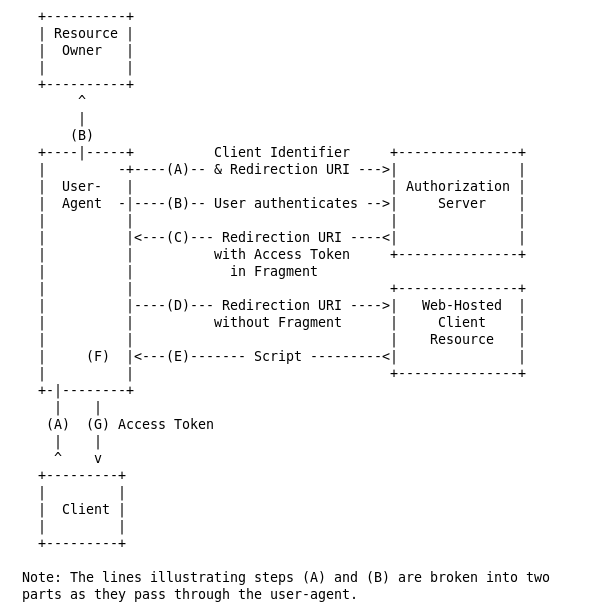 +----------+
     | Resource |
     |  Owner   |
     |          |
     +----------+
          ^
          |
         (B)
     +----|-----+          Client Identifier     +---------------+
     |         -+----(A)-- & Redirection URI --->|               |
     |  User-   |                                | Authorization |
     |  Agent  -|----(B)-- User authenticates -->|     Server    |
     |          |                                |               |
     |          |<---(C)--- Redirection URI ----<|               |
     |          |          with Access Token     +---------------+
     |          |            in Fragment
     |          |                                +---------------+
     |          |----(D)--- Redirection URI ---->|   Web-Hosted  |
     |          |          without Fragment      |     Client    |
     |          |                                |    Resource   |
     |     (F)  |<---(E)------- Script ---------<|               |
     |          |                                +---------------+
     +-|--------+
       |    |
      (A)  (G) Access Token
       |    |
       ^    v
     +---------+
     |         |
     |  Client |
     |         |
     +---------+

   Note: The lines illustrating steps (A) and (B) are broken into two
   parts as they pass through the user-agent.